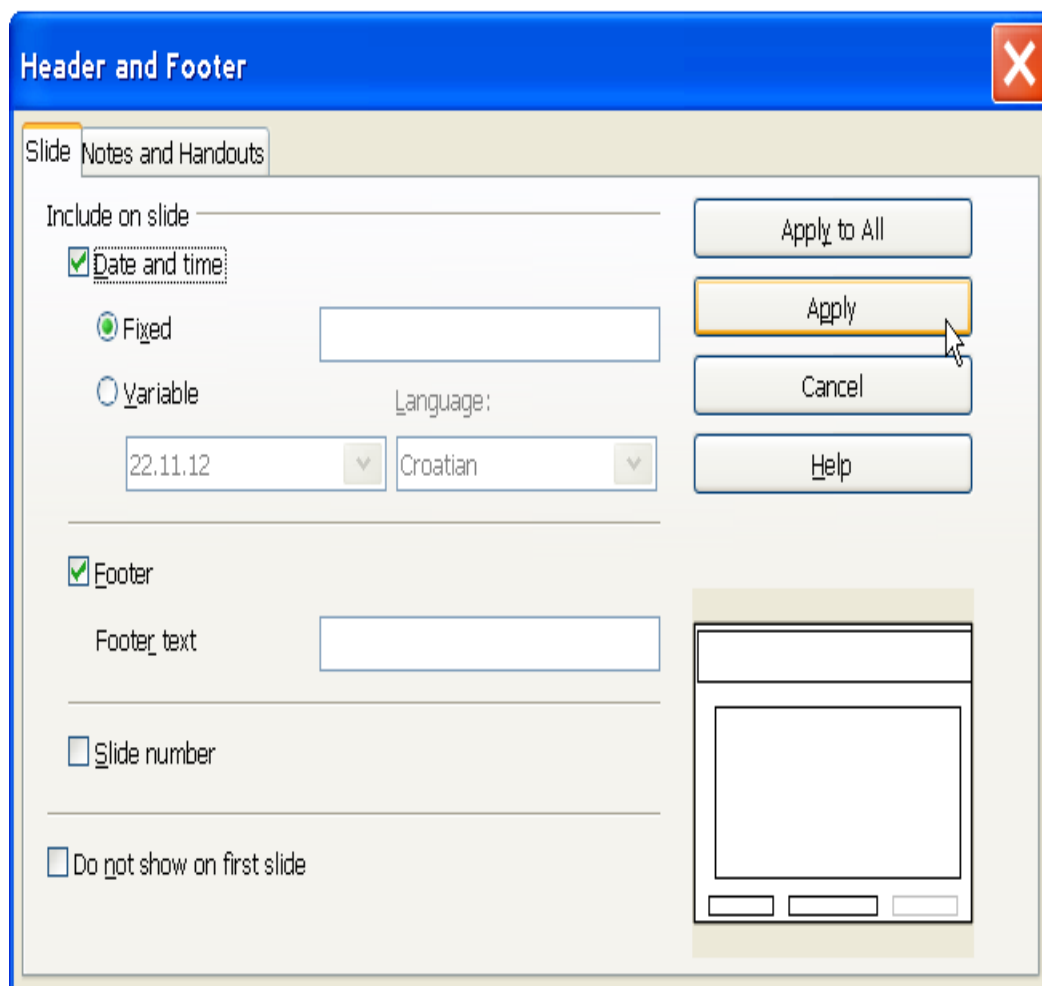 Header and Footer
Slide Notes and Handouts
Include on slide
Date and time
Fixed
Variable
Language:
22.11.12 Croatian
Footer
Footer text
Slide number
Do not show on first slide
Apply to All
Apply
Cancel
Help